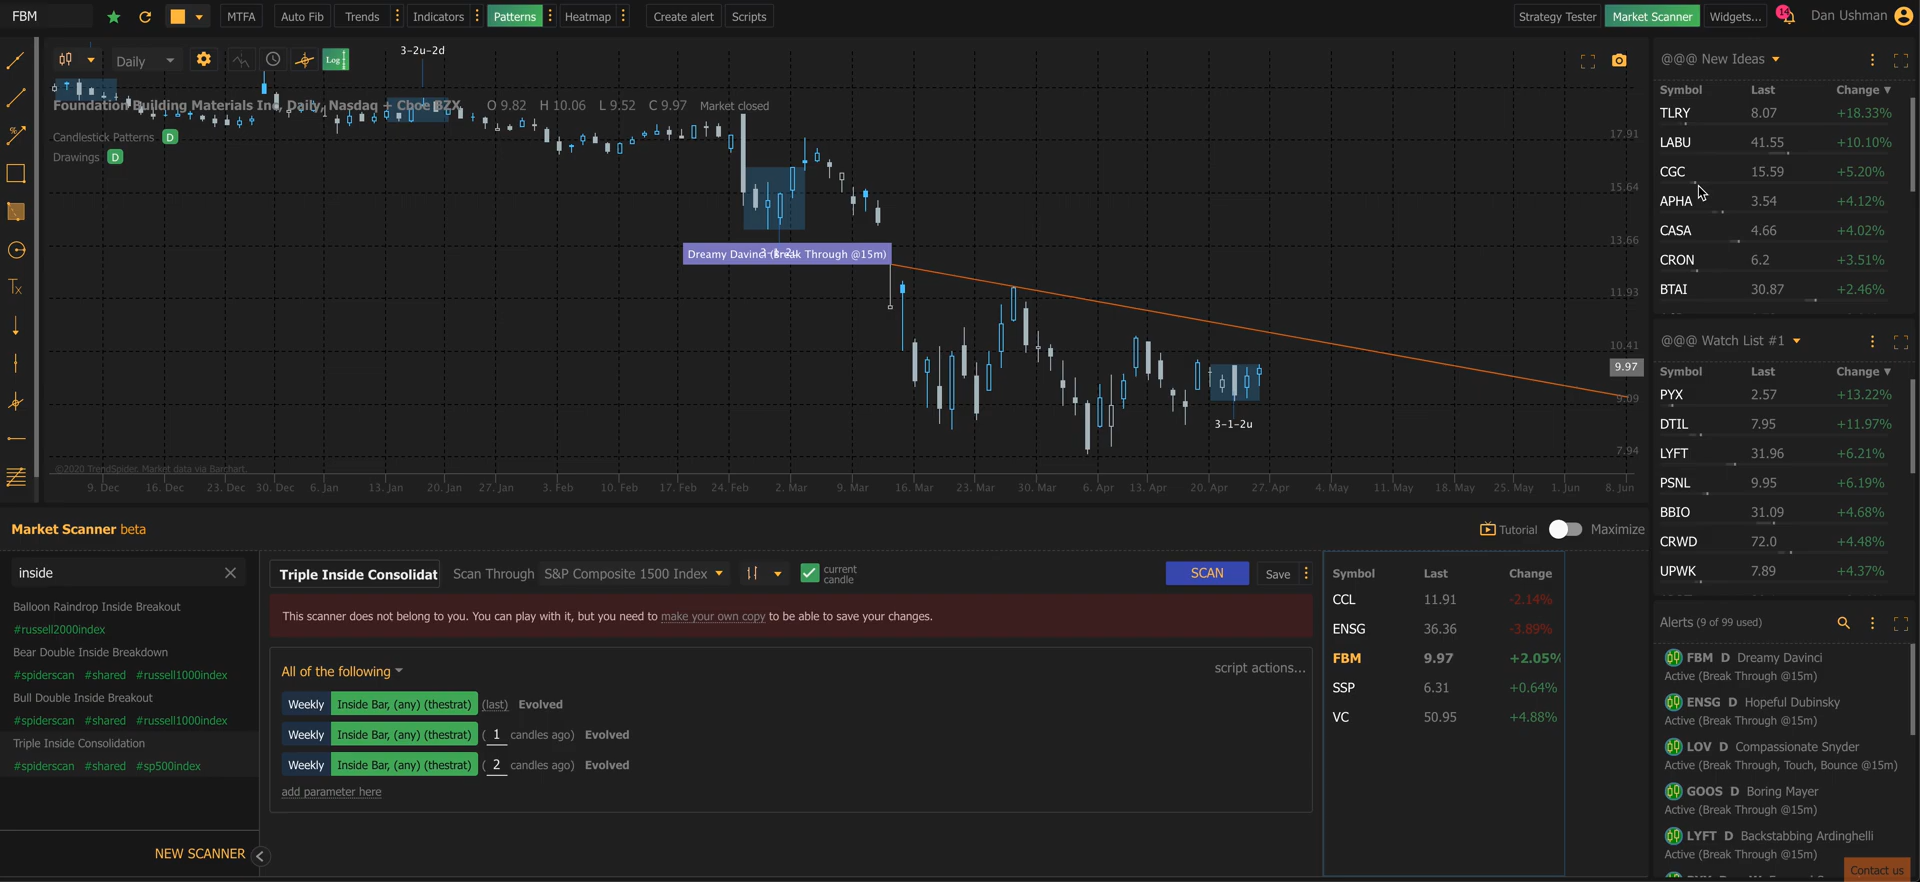 FBM
MTFA
Auto Fib
Trends
Indicators
Patterns
Heatmap
Create alert
Scripts
Strategy Tester
Market Scanner
Widgets...
14
Dan Ushman
Daily
Log
3-2u-2d
Foundation Building Materials Inc, Daily, Nasdaq + Cboe BZX
O 9.82 H 10.06 L 9.52 C 9.97 Market closed
Candlestick Patterns D
Drawings D
Dreamy Davinci (Break Through @15m)
3-1-2u
17.91
15.64
13.66
11.93
10.41
9.97
9.09
7.94
©2020 TrendSpider. Market data via Barchart.
9. Dec 16. Dec 23. Dec 30. Dec 6. Jan 13. Jan 20. Jan 27. Jan 3. Feb 10. Feb 17. Feb 24. Feb 2. Mar 9. Mar 16. Mar 23. Mar 30. Mar 6. Apr 13. Apr 20. Apr 27. Apr 4. May 11. May 18. May 25. May 1. Jun 8. Jun
@@@ New Ideas
Symbol Last Change
TLRY 8.07 +18.33%
LABU 41.55 +10.10%
CGC 15.59 +5.20%
APHA 3.54 +4.12%
CASA 4.66 +4.02%
CRON 6.2 +3.51%
BTAI 30.87 +2.46%
@@@ Watch List #1
Symbol Last Change
PYX 2.57 +13.22%
DTIL 7.95 +11.97%
LYFT 31.96 +6.21%
PSNL 9.95 +6.19%
BBIO 31.09 +4.68%
CRWD 72.0 +4.48%
UPWK 7.89 +4.37%
Alerts (9 of 99 used)
FBM D Dreamy Davinci
Active (Break Through @15m)
ENSG D Hopeful Dubinsky
Active (Break Through @15m)
LOV D Compassionate Snyder
Active (Break Through, Touch, Bounce @15m)
GOOS D Boring Mayer
Active (Break Through @15m)
LYFT D Backstabbing Ardinghelli
Active (Break Through @15m)
Contact us
Market Scanner beta
Tutorial
Maximize
inside
Balloon Raindrop Inside Breakout
#russell2000index
Bear Double Inside Breakdown
#spiderscan #shared #russell1000index
Bull Double Inside Breakout
#spiderscan #shared #russell1000index
Triple Inside Consolidation
#spiderscan #shared #sp500index
NEW SCANNER
Triple Inside Consolidat
Scan Through S&P Composite 1500 Index
current
candle
SCAN
Save
This scanner does not belong to you. You can play with it, but you need to make your own copy to be able to save your changes.
All of the following
script actions...
Weekly Inside Bar, (any) (thestrat) (last) Evolved
Weekly Inside Bar, (any) (thestrat) ( 1 candles ago) Evolved
Weekly Inside Bar, (any) (thestrat) ( 2 candles ago) Evolved
add parameter here
Symbol Last Change
CCL 11.91 -2.14%
ENSG 36.36 -3.89%
FBM 9.97 +2.05%
SSP 6.31 +0.64%
VC 50.95 +4.88%